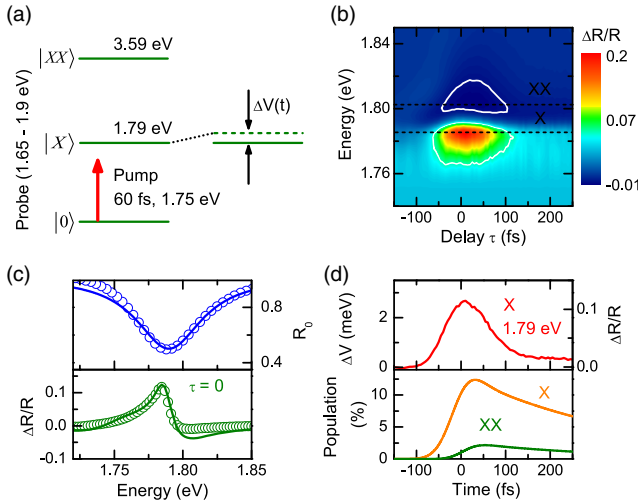 (a)
|XX⟩
3.59 eV
ΔV(t)
1.79 eV
|X⟩
Pump
60 fs, 1.75 eV
|0⟩
Probe (1.65 - 1.9 eV)
(b)
ΔR/R
1.84
1.80
1.76
Energy (eV)
XX
X
-100 0 100 200
Delay τ (fs)
0.2
0.07
-0.01
(c)
0.8
0.4
R0
τ = 0
0.1
0.0
-0.1
ΔR/R
1.75 1.80 1.85
Energy (eV)
(d)
2
0
ΔV (meV)
X
1.79 eV
0.1
0.0
ΔR/R
10
5
0
Population
(%)
X
XX
-100 0 100 200
Time (fs)